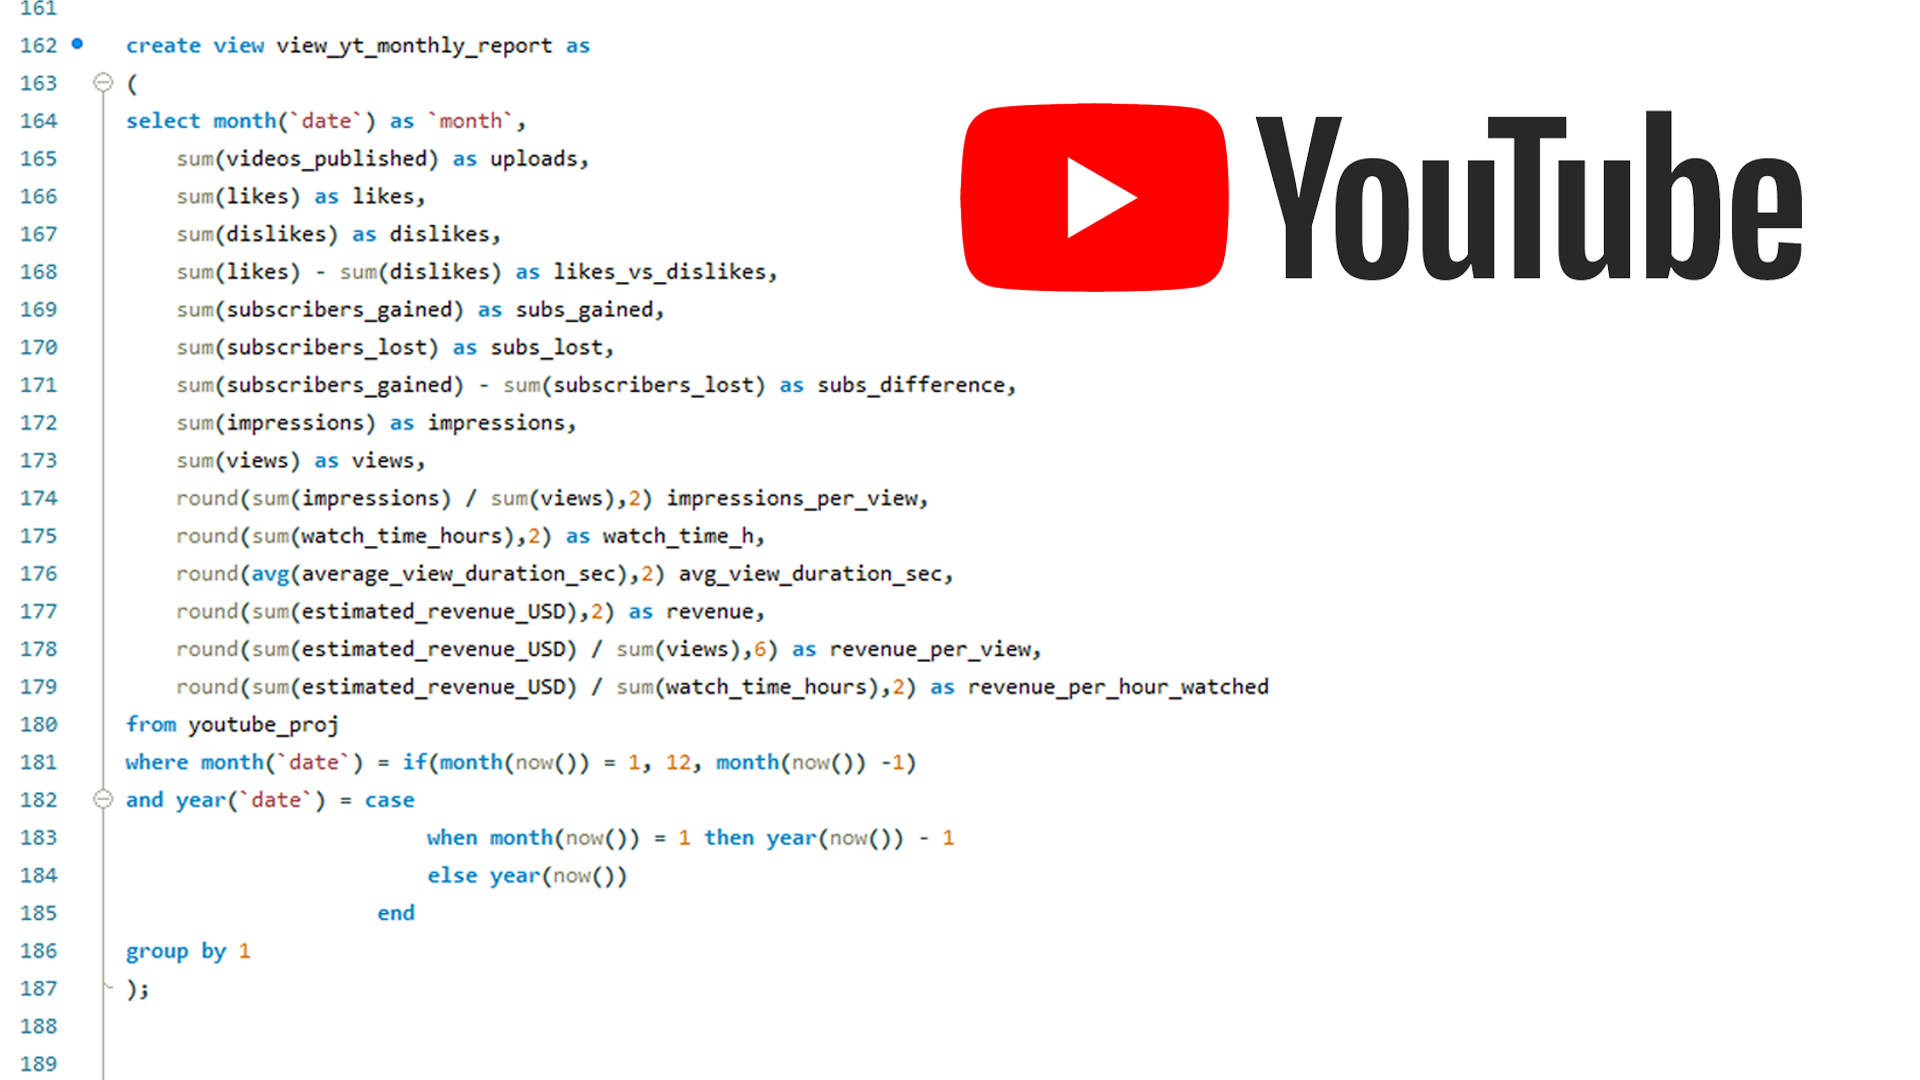 161
162 create view view_yt_monthly_report as
163 (
164 select month(`date`) as `month`,
165 sum(videos_published) as uploads,
166 sum(likes) as likes,
167 sum(dislikes) as dislikes,
168 sum(likes) - sum(dislikes) as likes_vs_dislikes,
169 sum(subscribers_gained) as subs_gained,
170 sum(subscribers_lost) as subs_lost,
171 sum(subscribers_gained) - sum(subscribers_lost) as subs_difference,
172 sum(impressions) as impressions,
173 sum(views) as views,
174 round(sum(impressions) / sum(views),2) impressions_per_view,
175 round(sum(watch_time_hours),2) as watch_time_h,
176 round(avg(average_view_duration_sec),2) avg_view_duration_sec,
177 round(sum(estimated_revenue_USD),2) as revenue,
178 round(sum(estimated_revenue_USD) / sum(views),6) as revenue_per_view,
179 round(sum(estimated_revenue_USD) / sum(watch_time_hours),2) as revenue_per_hour_watched
180 from youtube_proj
181 where month(`date`) = if(month(now()) = 1, 12, month(now()) -1)
182 and year(`date`) = case
183 when month(now()) = 1 then year(now()) - 1
184 else year(now())
185 end
186 group by 1
187 );
188
189
YouTube